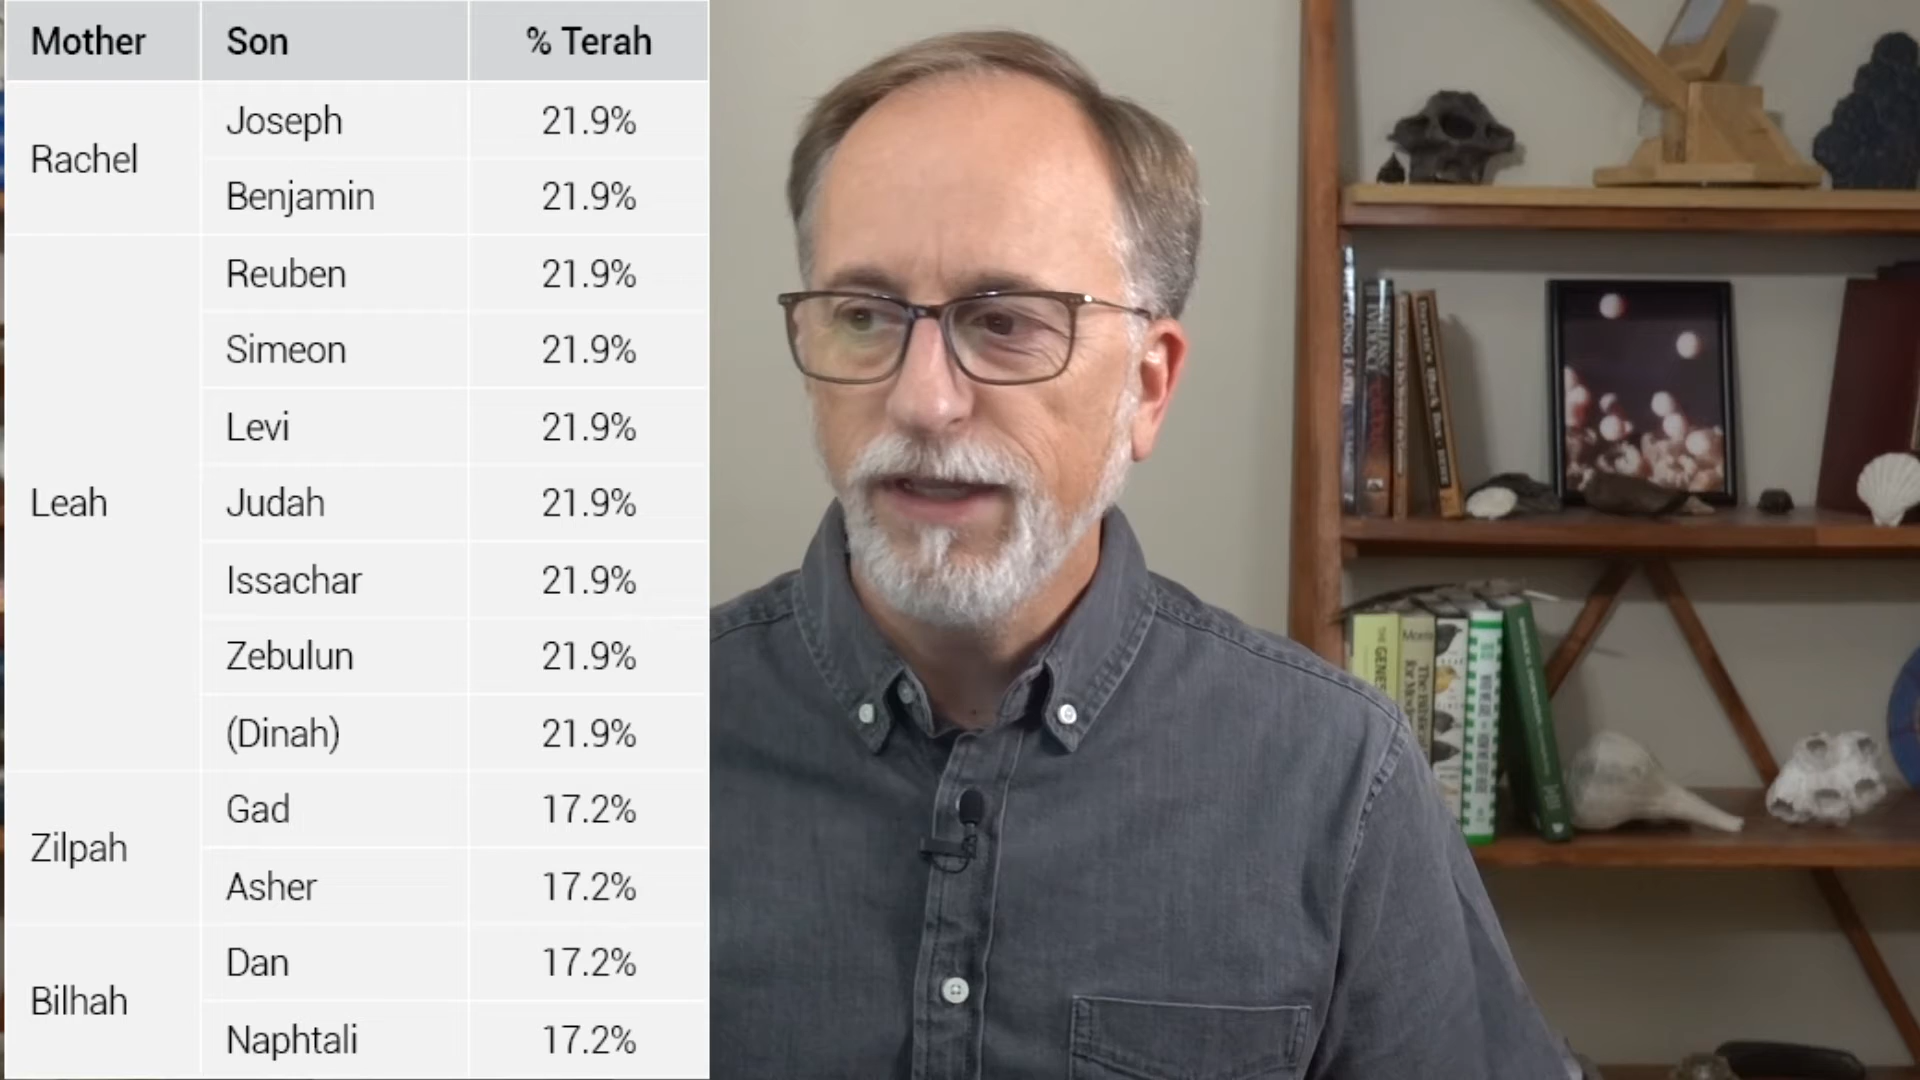 Mother Son % Terah
Rachel
Joseph 21.9%
Benjamin 21.9%
Leah
Reuben 21.9%
Simeon 21.9%
Levi 21.9%
Judah 21.9%
Issachar 21.9%
Zebulun 21.9%
(Dinah) 21.9%
Zilpah
Gad 17.2%
Asher 17.2%
Bilhah
Dan 17.2%
Naphtali 17.2%
THE GENES